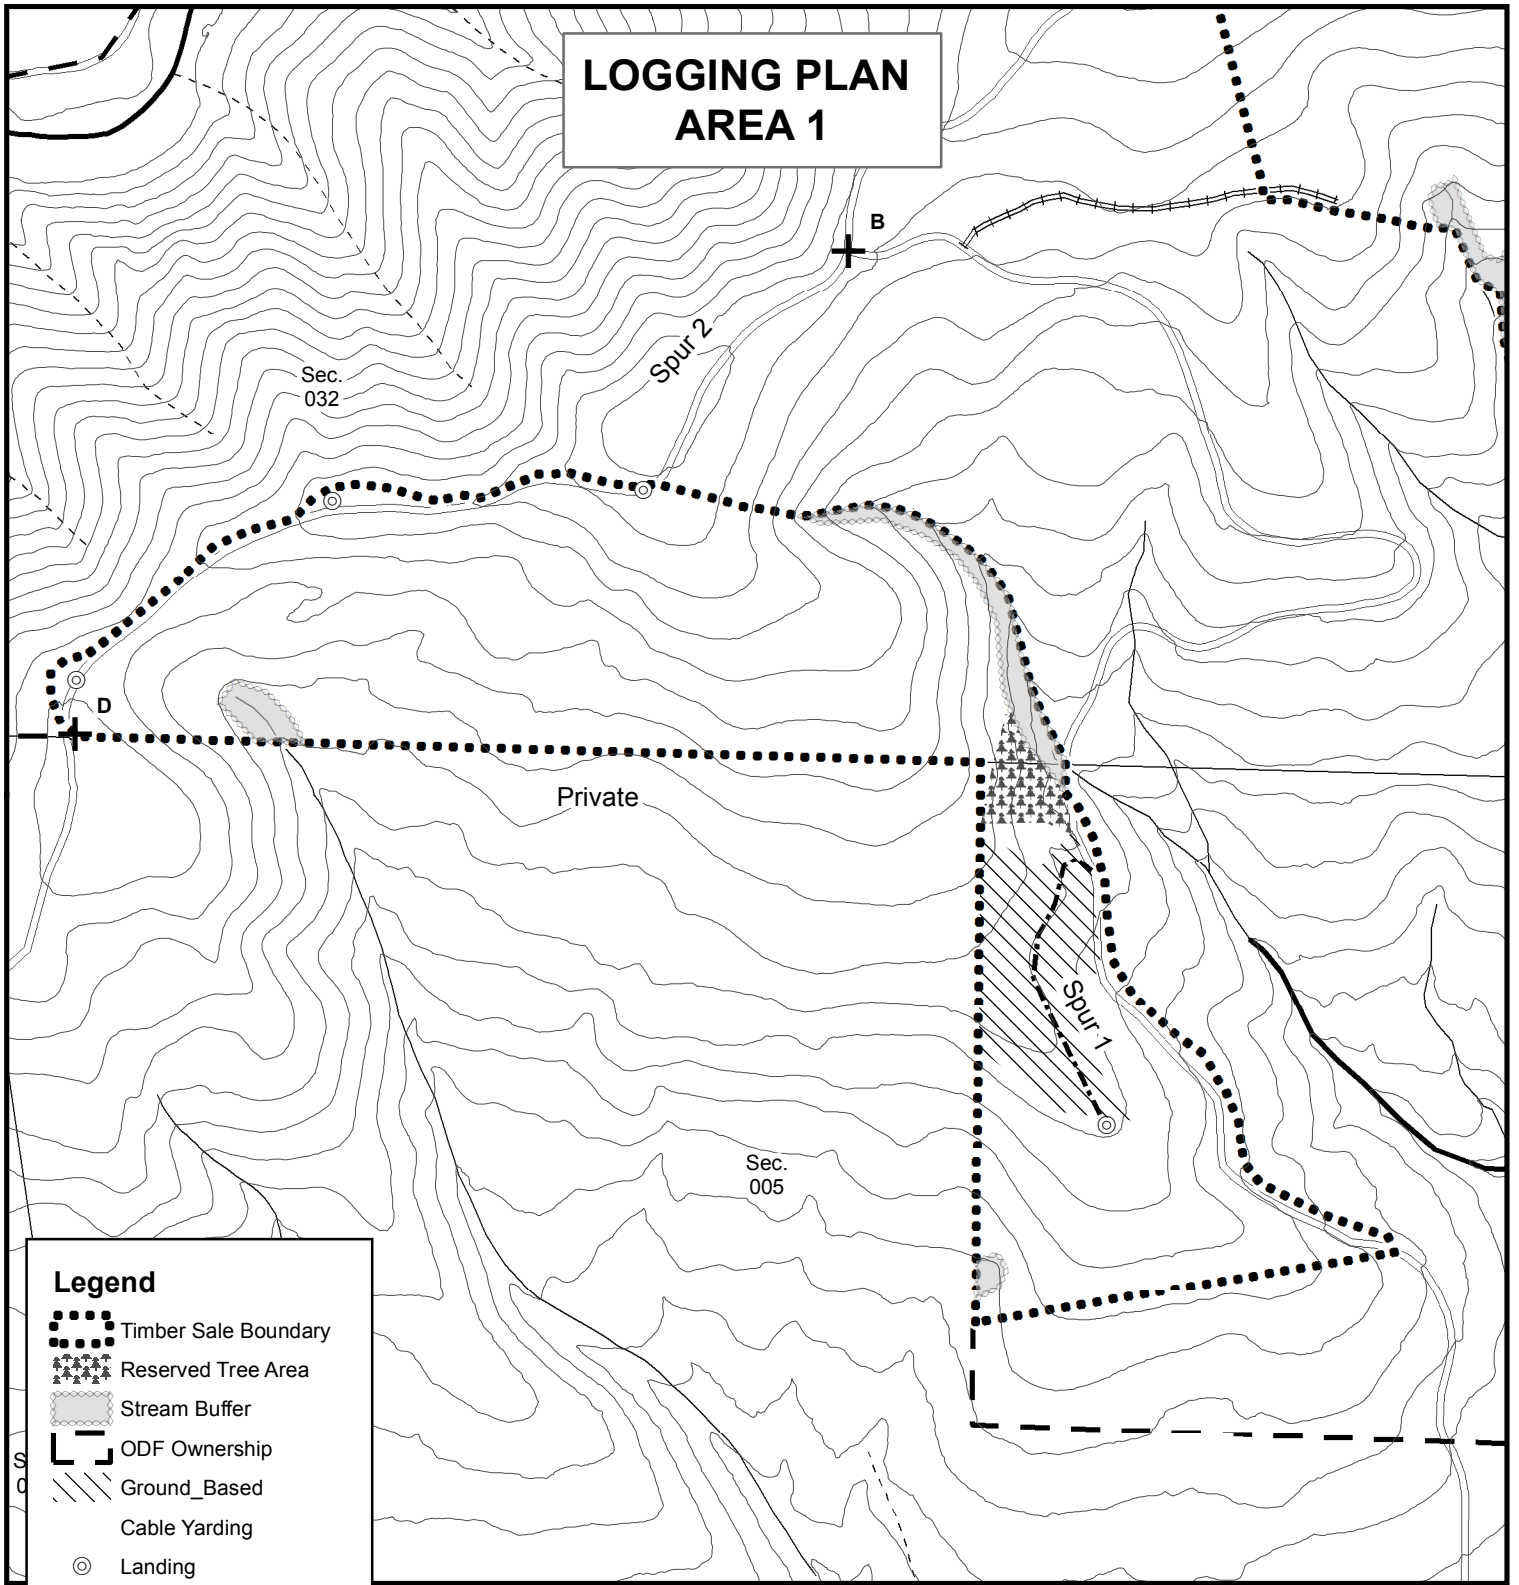 LOGGING PLAN
AREA 1
B
Spur 2
Sec.
032
D
Private
Spur 1
Sec.
005
S
0
Legend
Timber Sale Boundary
Reserved Tree Area
Stream Buffer
ODF Ownership
Ground_Based
Cable Yarding
Landing